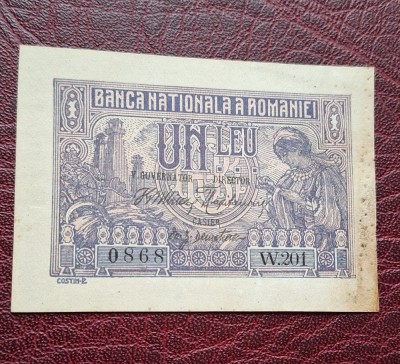 BANCA NATIONALA A ROMANIEI
UN LEU
V. GUVERNATOR DIRECTOR
CASIER
0868 W.201
COSTIN-P.